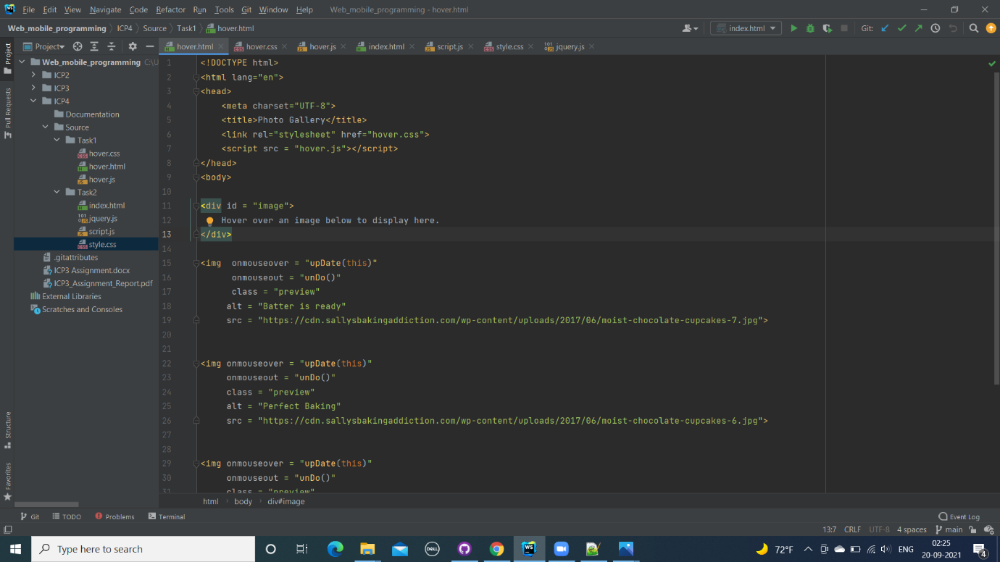 File Edit View Navigate Code Refactor Run Tools Git Window Help Web_mobile_programming - hover.html
Web_mobile_programming ICP4 Source Task1 hover.html index.html Git:
Project hover.html hover.css hover.js index.html script.js style.css jquery.js
Project
Pull Requests
Structure
Favorites
Web_mobile_programming C:\U
ICP2
ICP3
ICP4
Documentation
Source
Task1
hover.css
hover.html
hover.js
Task2
index.html
jquery.js
script.js
style.css
.gitattributes
ICP3 Assignment.docx
ICP3_Assignment_Report.pdf
External Libraries
Scratches and Consoles
1 <!DOCTYPE html>
2 <html lang="en">
3 <head>
4 <meta charset="UTF-8">
5 <title>Photo Gallery</title>
6 <link rel="stylesheet" href="hover.css">
7 <script src = "hover.js"></script>
8 </head>
9 <body>
10
11 <div id = "image">
12 Hover over an image below to display here.
13 </div>
14
15 <img  onmouseover = "upDate(this)"
16 onmouseout = "unDo()"
17 class = "preview"
18 alt = "Batter is ready"
19 src = "https://cdn.sallysbakingaddiction.com/wp-content/uploads/2017/06/moist-chocolate-cupcakes-7.jpg">
20
21
22 <img onmouseover = "upDate(this)"
23 onmouseout = "unDo()"
24 class = "preview"
25 alt = "Perfect Baking"
26 src = "https://cdn.sallysbakingaddiction.com/wp-content/uploads/2017/06/moist-chocolate-cupcakes-6.jpg">
27
28
29 <img onmouseover = "upDate(this)"
30 onmouseout = "unDo()"
31 class = "preview"
html body div#image
Git TODO Problems Terminal Event Log
13:7 CRLF UTF-8 4 spaces main
Type here to search DELL WS 72°F ENG 02:25
20-09-2021 4